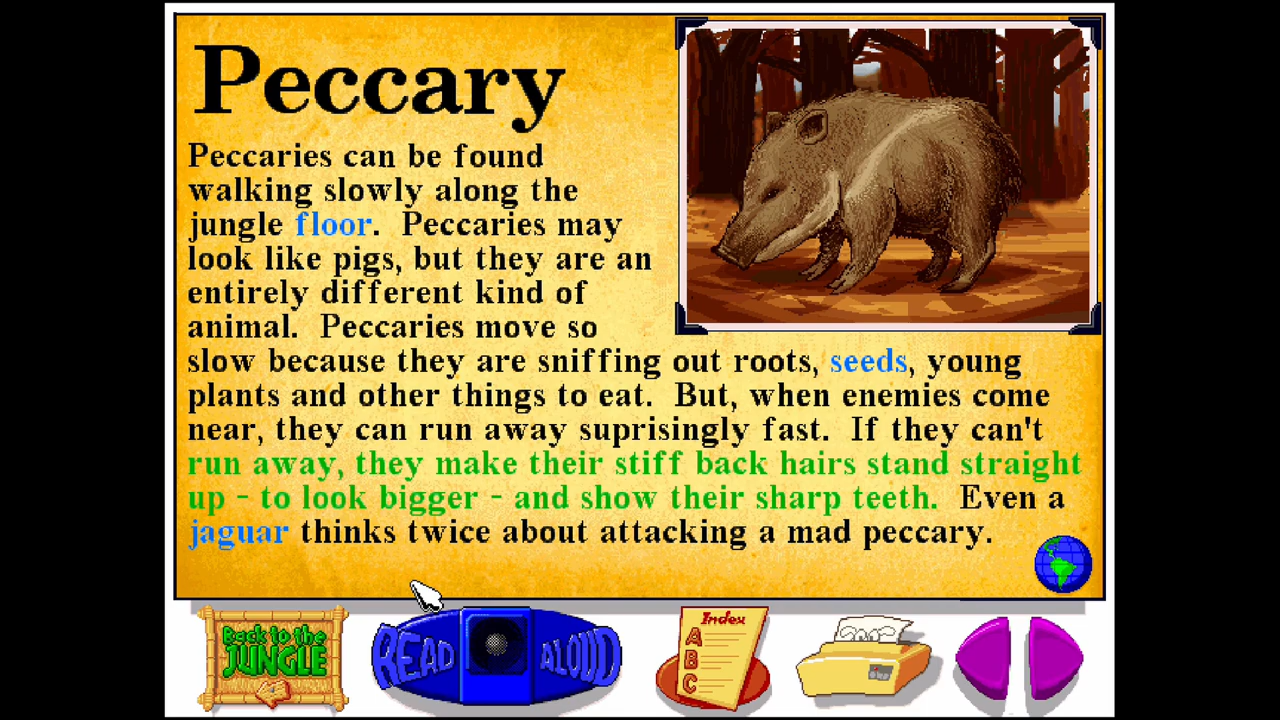 Peccary
Peccaries can be found
walking slowly along the
jungle floor.  Peccaries may
look like pigs, but they are an
entirely different kind of
animal.  Peccaries move so
slow because they are sniffing out roots, seeds, young
plants and other things to eat.  But, when enemies come
near, they can run away suprisingly fast.  If they can't
run away, they make their stiff back hairs stand straight
up - to look bigger - and show their sharp teeth.  Even a
jaguar thinks twice about attacking a mad peccary.
Back to the
JUNGLE
READ ALOUD
Index
A
B
C